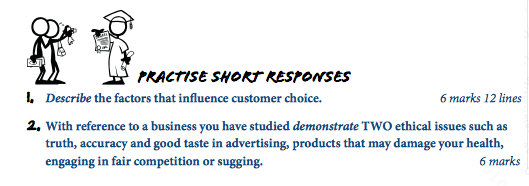 PRACTISE SHORT RESPONSES
1. Describe the factors that influence customer choice. 6 marks 12 lines
2. With reference to a business you have studied demonstrate TWO ethical issues such as
truth, accuracy and good taste in advertising, products that may damage your health,
engaging in fair competition or sugging. 6 marks